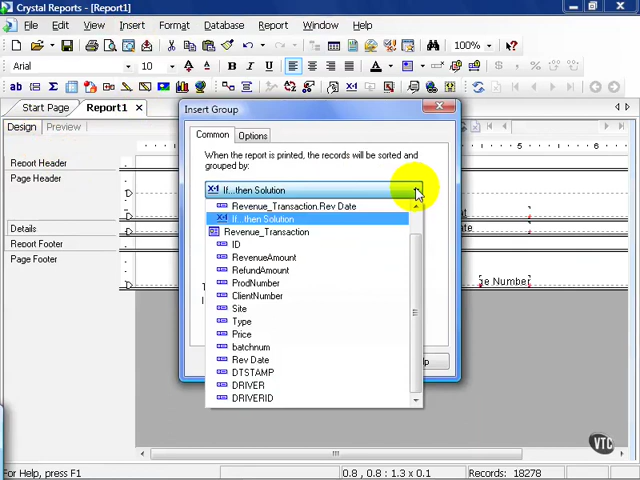 Crystal Reports - [Report1]
File Edit View Insert Format Database Report Window Help
100%
Arial 10
Start Page Report1
Design Preview
Report Header
Page Header
Details
Report Footer
Page Footer
5 6
Insert Group
Common Options
When the report is printed, the records will be sorted and
grouped by:
If...then Solution
Revenue_Transaction.Rev Date
If...then Solution
Revenue_Transaction
ID
RevenueAmount
RefundAmount
ProdNumber
ClientNumber
Site
Type
Price
batchnum
Rev Date
DTSTAMP
DRIVER
DRIVERID
Number
VTC
For Help, press F1
0.8 , 0.8 : 1.3 x 0.1
Records: 18278